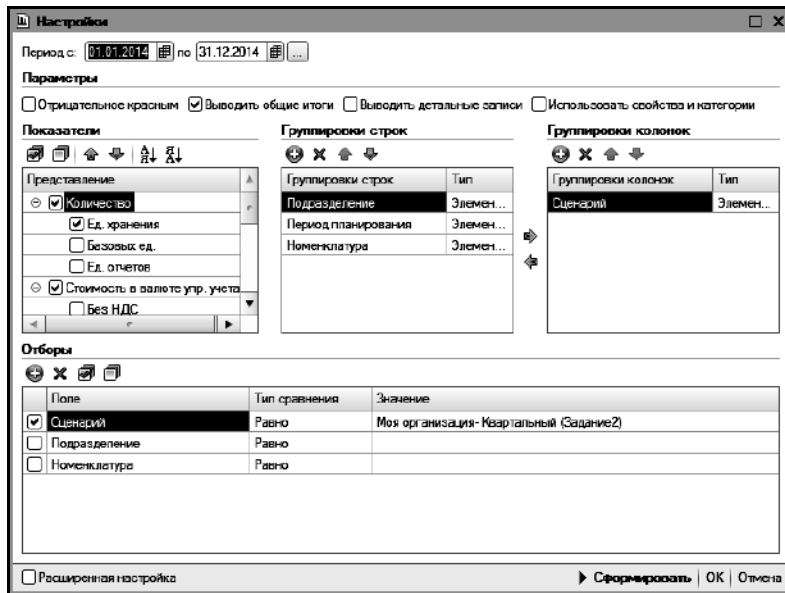 Настройки
Период с: 01.01.2014 по 31.12.2014 ...
Параметры
Отрицательное красным Выводить общие итоги Выводить детальные записи Использовать свойства и категории
Показатели Группировки строк Группировки колонок
Представление Группировки строк Тип Группировки колонок Тип
Количество Подразделение Элемен... Сценарий Элемен...
Ед. хранения Период планирования Элемен...
Базовых ед. Номенклатура Элемен...
Ед. отчетов
Стоимость в валюте упр. учета
Без НДС
Отборы
Поле Тип сравнения Значение
Сценарий Равно Моя организация- Квартальный (Задание2)
Подразделение Равно
Номенклатура Равно
Расширенная настройка Сформировать OK Отмена